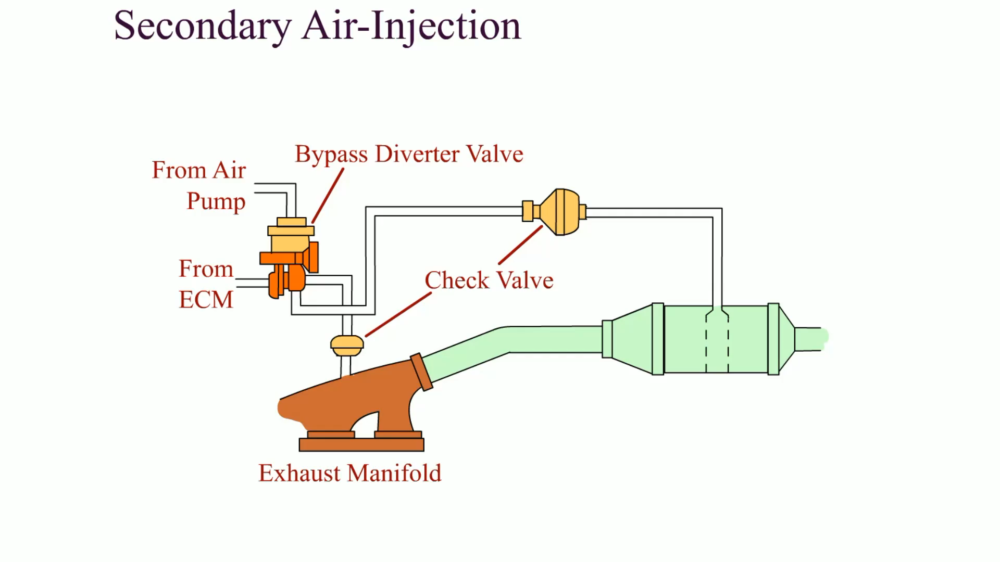 Secondary Air-Injection
Bypass Diverter Valve
From Air
Pump
From
ECM
Check Valve
Exhaust Manifold